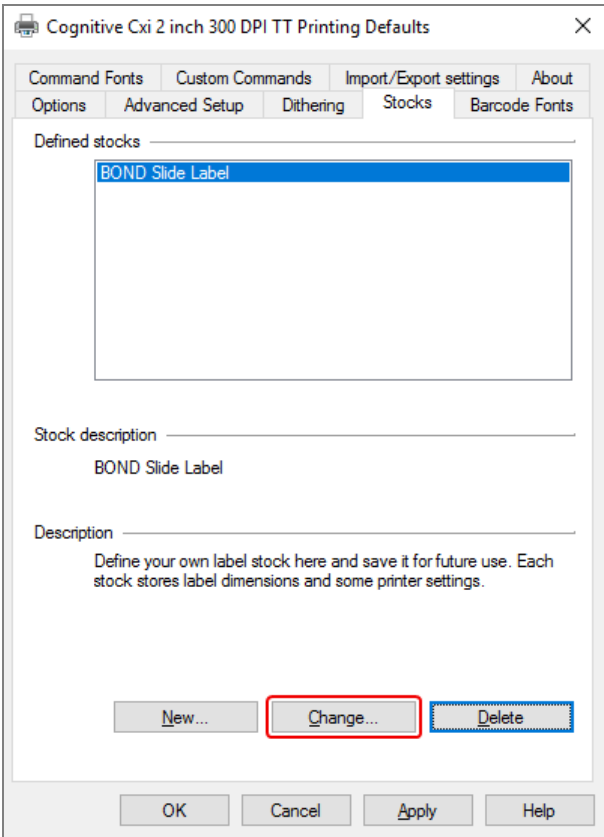 Cognitive Cxi 2 inch 300 DPI TT Printing Defaults
Command Fonts Custom Commands Import/Export settings About
Options Advanced Setup Dithering Stocks Barcode Fonts
Defined stocks
BOND Slide Label
Stock description
BOND Slide Label
Description
Define your own label stock here and save it for future use. Each
stock stores label dimensions and some printer settings.
New... Change... Delete
OK Cancel Apply Help